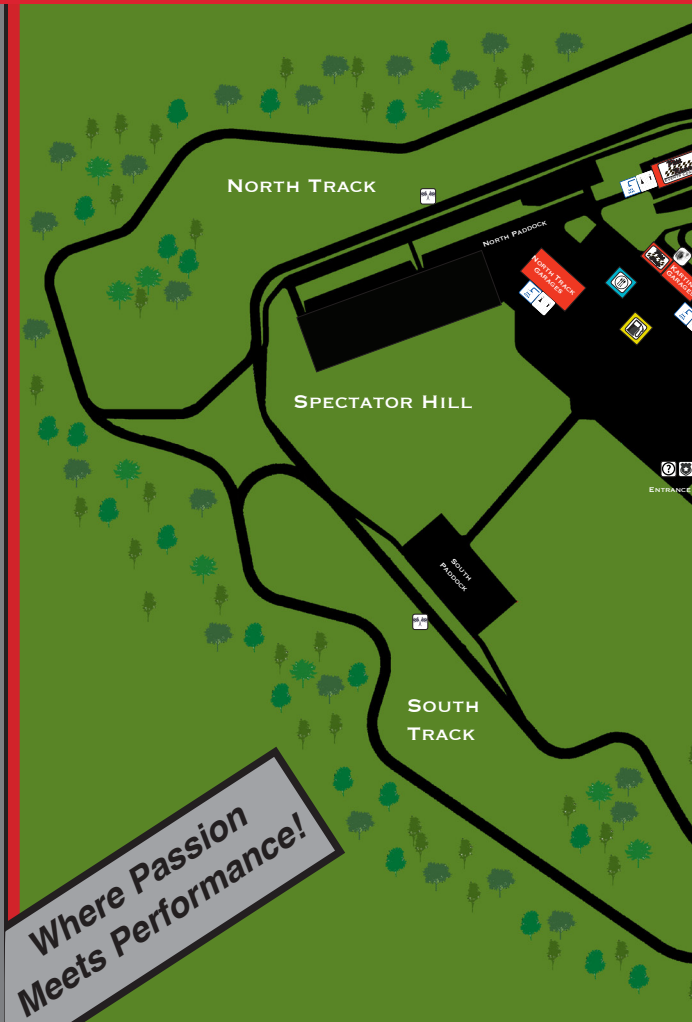 North Track
North Paddock
North Track
Garages
Karting
Spectator Hill
?
Entrance
South
Paddock
South
Track
Where Passion
Meets Performance!